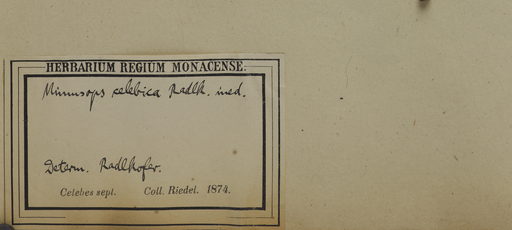 HERBARIUM REGIUM MONACENSE.
Mimusops celebica Radlk. ined.
Determ. Radlkofer.
Celebes sept. Coll. Riedel. 1874.